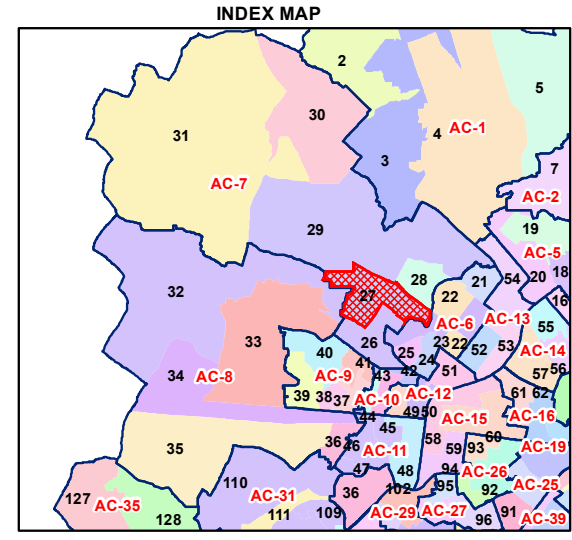 INDEX MAP
2
5
30
31
4 AC-1
3
7
AC-7
AC-2
19
29
AC-5
28
21
54
20
18
32
27
22
16
AC-6
AC-13
55
33
26
23
22
53
40
25
24
52
AC-14
41
42
51
57
56
34
AC-8
AC-9
43
AC-12
61
62
39
38
37
AC-10
49
50
AC-15
AC-16
44
45
36
46
58
60
35
AC-11
59
93
AC-19
47
48
94
AC-26
110
127
AC-31
36
102
95
92
AC-25
AC-35
128
111
109
AC-29
AC-27
96
91
AC-39